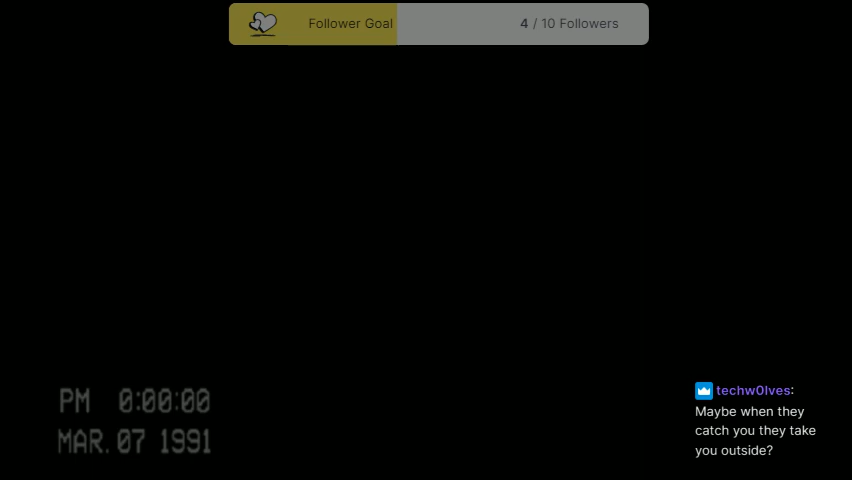 Follower Goal 4 / 10 Followers
PM 0:00:00
MAR. 07 1991
techw0lves:
Maybe when they
catch you they take
you outside?